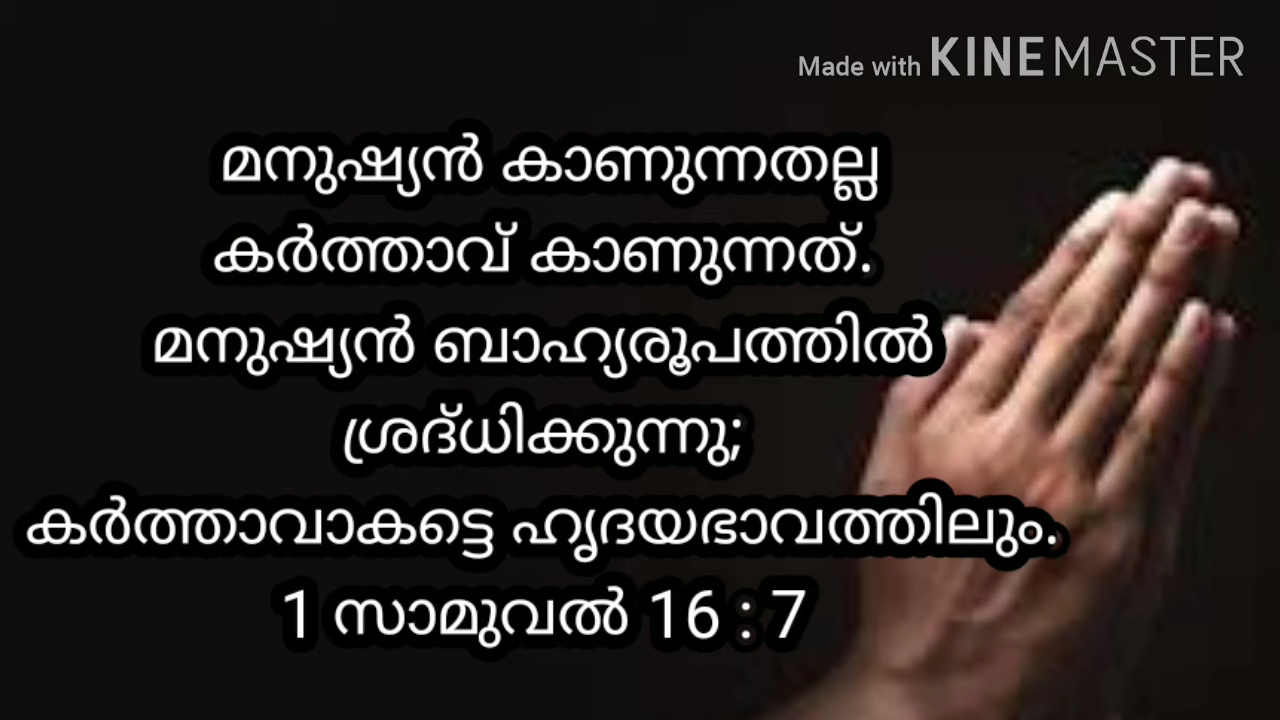 Made with KINEMASTER
മനുഷ്യൻ കാണുന്നതല്ല
കർത്താവ് കാണുന്നത്.
മനുഷ്യൻ ബാഹ്യരൂപത്തിൽ
ശ്രദ്ധിക്കുന്നു;
കർത്താവാകട്ടെ ഹൃദയഭാവത്തിലും.
1 സാമുവൽ 16 : 7